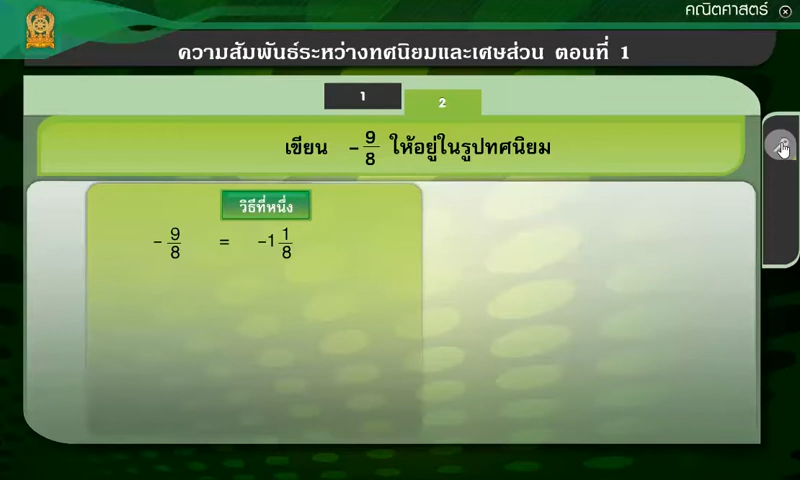 คณิตศาสตร์
ความสัมพันธ์ระหว่างทศนิยมและเศษส่วน ตอนที่ 1
1 2
เขียน -9/8 ให้อยู่ในรูปทศนิยม
วิธีที่หนึ่ง
-9/8 = -1 1/8